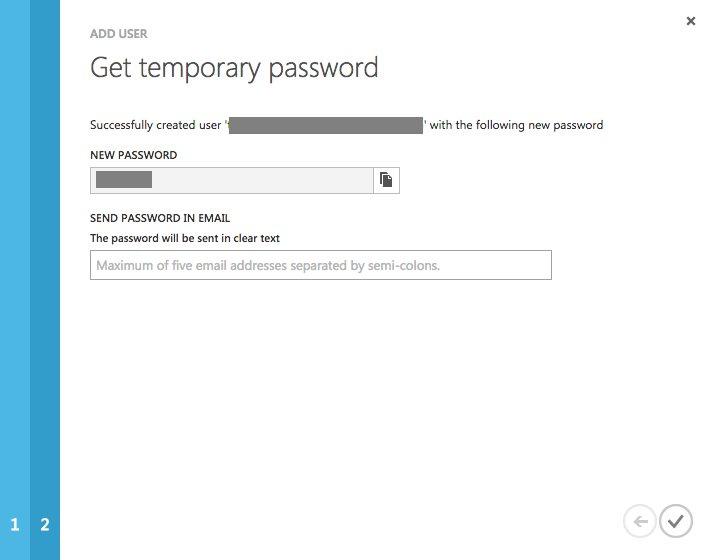 ADD USER
Get temporary password
Successfully created user ' ' with the following new password
NEW PASSWORD
SEND PASSWORD IN EMAIL
The password will be sent in clear text
Maximum of five email addresses separated by semi-colons.
1 2